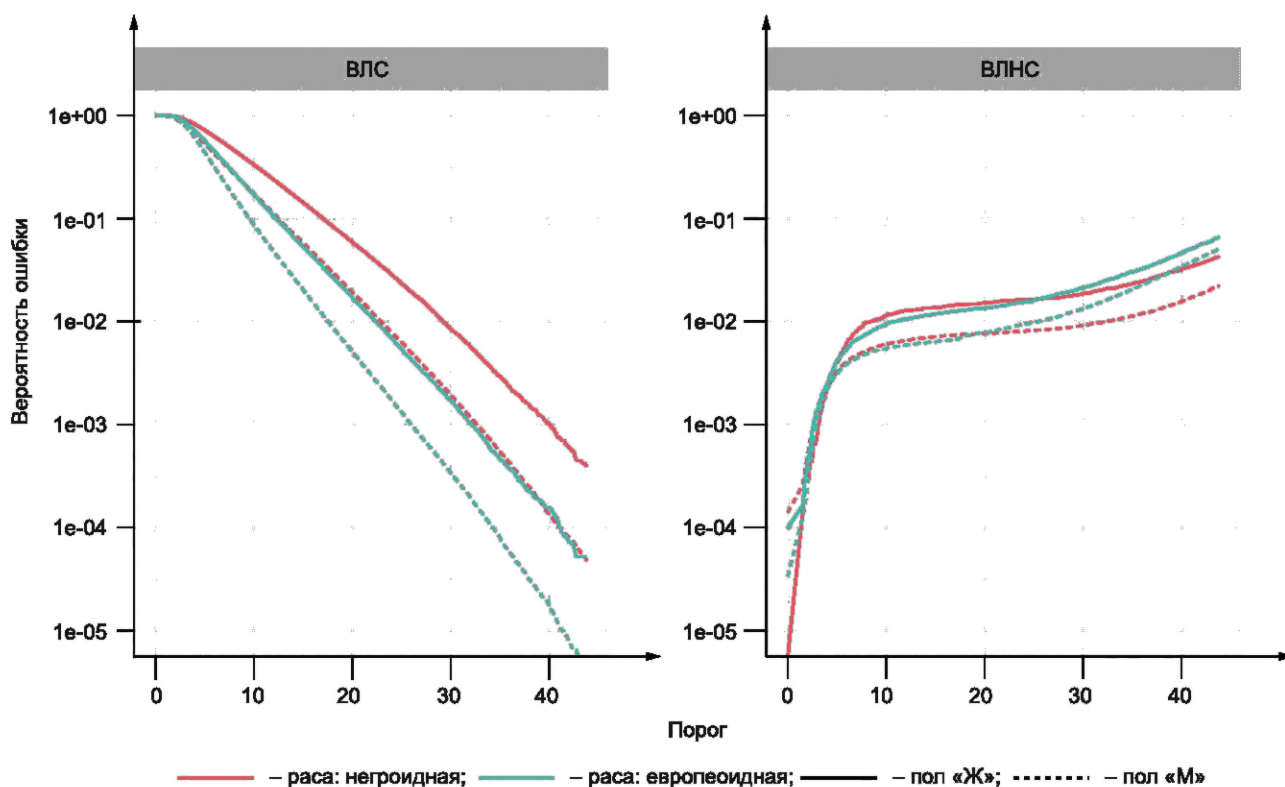 ВЛС
ВЛНС
Вероятность ошибки
1e+00
1e-01
1e-02
1e-03
1e-04
1e-05
0 10 20 30 40
1e+00
1e-01
1e-02
1e-03
1e-04
1e-05
0 10 20 30 40
Порог
– раса: негроидная; – раса: европеоидная; – пол «Ж»; – пол «М»